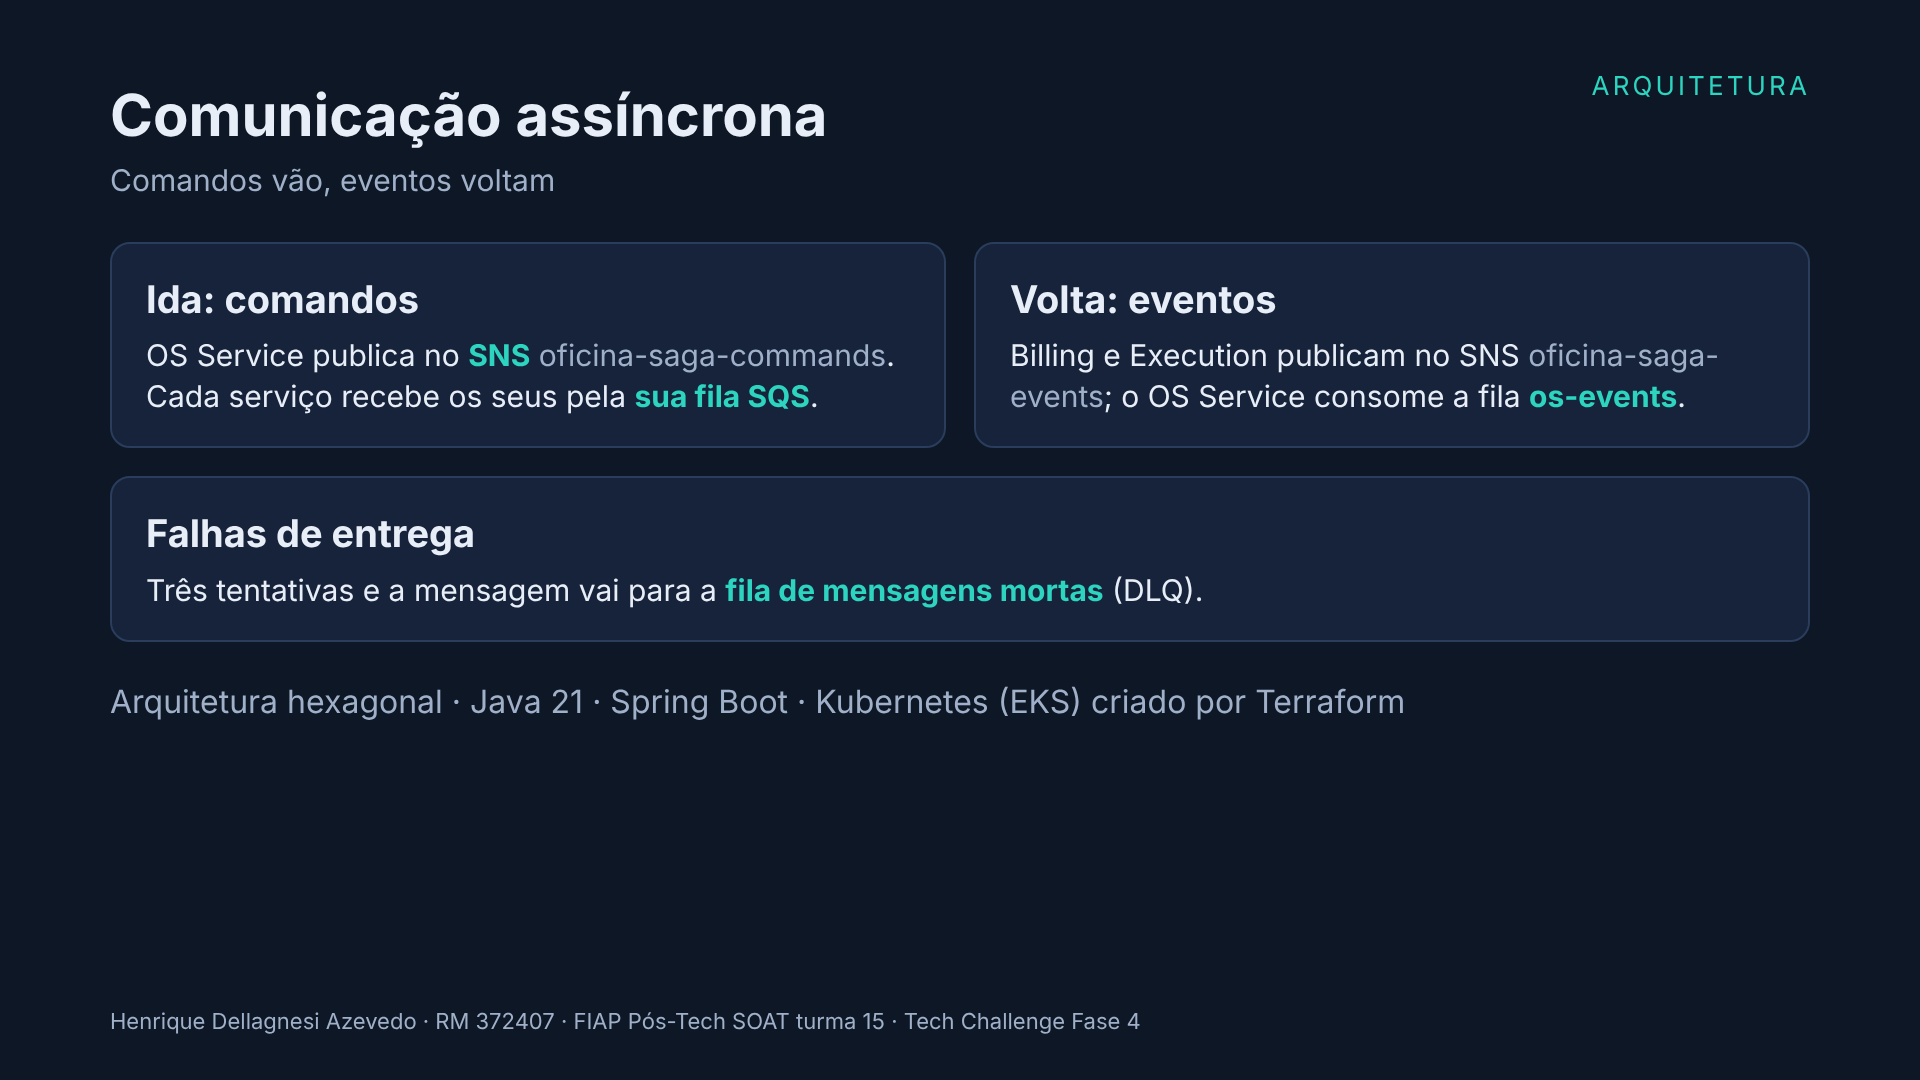 ARQUITETURA
Comunicação assíncrona
Comandos vão, eventos voltam
Ida: comandos
OS Service publica no SNS oficina-saga-commands.
Cada serviço recebe os seus pela sua fila SQS.
Volta: eventos
Billing e Execution publicam no SNS oficina-saga-
events; o OS Service consome a fila os-events.
Falhas de entrega
Três tentativas e a mensagem vai para a fila de mensagens mortas (DLQ).
Arquitetura hexagonal · Java 21 · Spring Boot · Kubernetes (EKS) criado por Terraform
Henrique Dellagnesi Azevedo · RM 372407 · FIAP Pós-Tech SOAT turma 15 · Tech Challenge Fase 4